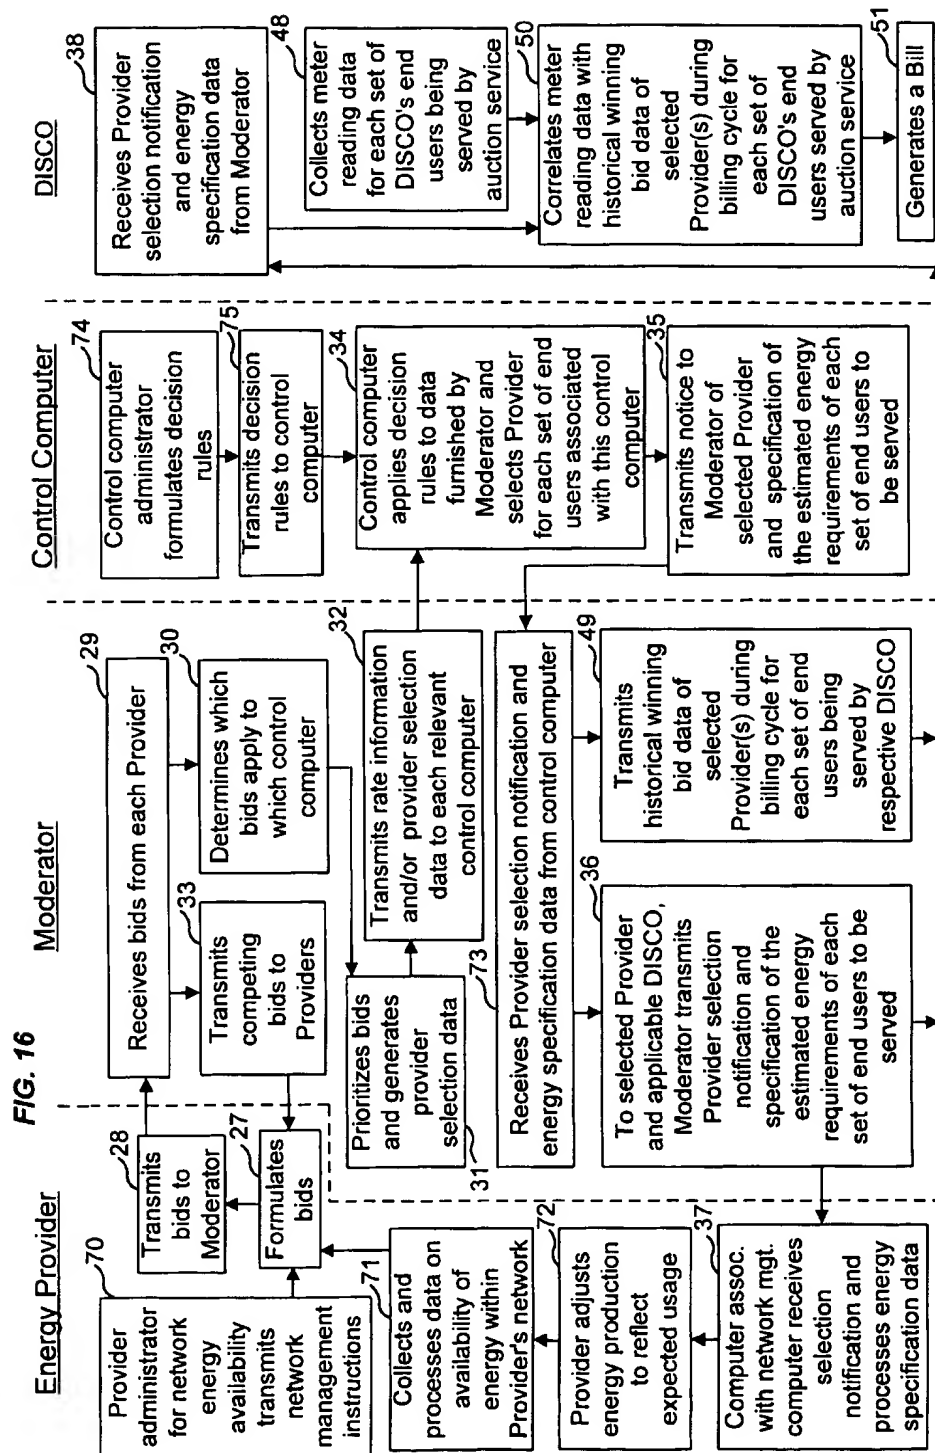 FIG. 16
Energy Provider
Moderator
Control Computer
DISCO
70
Provider
administrator
for network
energy
availability
transmits
network
management
instructions
28
Transmits
bids to
Moderator
27
Formulates
bids
71
Collects and
processes data on
availability of
energy within
Provider's network
72
Provider adjusts
energy production
to reflect
expected usage
37
Computer assoc.
with network mgt.
computer receives
selection
notification and
processes energy
specification data
29
Receives bids from each Provider
33
Transmits
competing
bids to
Providers
30
Determines which
bids apply to
which control
computer
31
Prioritizes bids
and generates
provider
selection data
32
Transmits rate information
and/or provider selection
data to each relevant
control computer
73
Receives Provider selection notification and
energy specification data from control computer
36
To selected Provider
and applicable DISCO,
Moderator transmits
Provider selection
notification and
specification of the
estimated energy
requirements of each
set of end users to be
served
49
Transmits
historical winning
bid data of
selected
Provider(s) during
billing cycle for
each set of end
users being
served by
respective DISCO
74
Control computer
administrator
formulates decision
rules
75
Transmits decision
rules to control
computer
34
Control computer
applies decision
rules to data
furnished by
Moderator and
selects Provider
for each set of end
users associated
with this control
computer
35
Transmits notice to
Moderator of
selected Provider
and specification of
the estimated energy
requirements of each
set of end users to
be served
38
Receives Provider
selection notification
and energy
specification data
from Moderator
48
Collects meter
reading data
for each set of
DISCO's end
users being
served by
auction service
50
Correlates meter
reading data with
historical winning
bid data of
selected
Provider(s) during
billing cycle for
each set of
DISCO's end
users served by
auction service
51
Generates a Bill